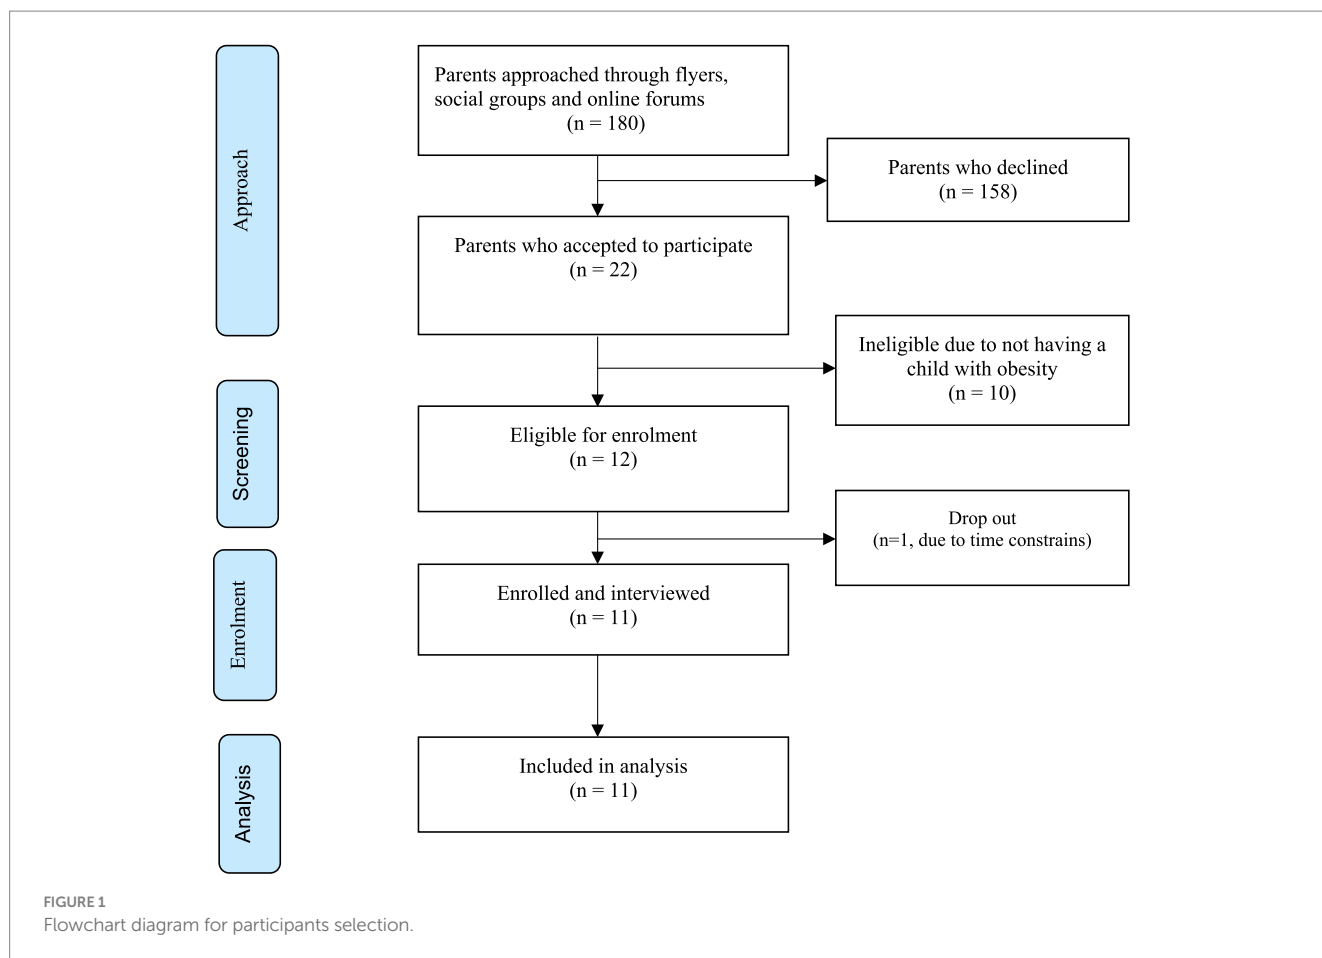 Approach
Parents approached through flyers,
social groups and online forums
(n = 180)
Parents who declined
(n = 158)
Parents who accepted to participate
(n = 22)
Ineligible due to not having a
child with obesity
(n = 10)
Screening
Eligible for enrolment
(n = 12)
Drop out
(n=1, due to time constrains)
Enrolment
Enrolled and interviewed
(n = 11)
Analysis
Included in analysis
(n = 11)
FIGURE 1
Flowchart diagram for participants selection.